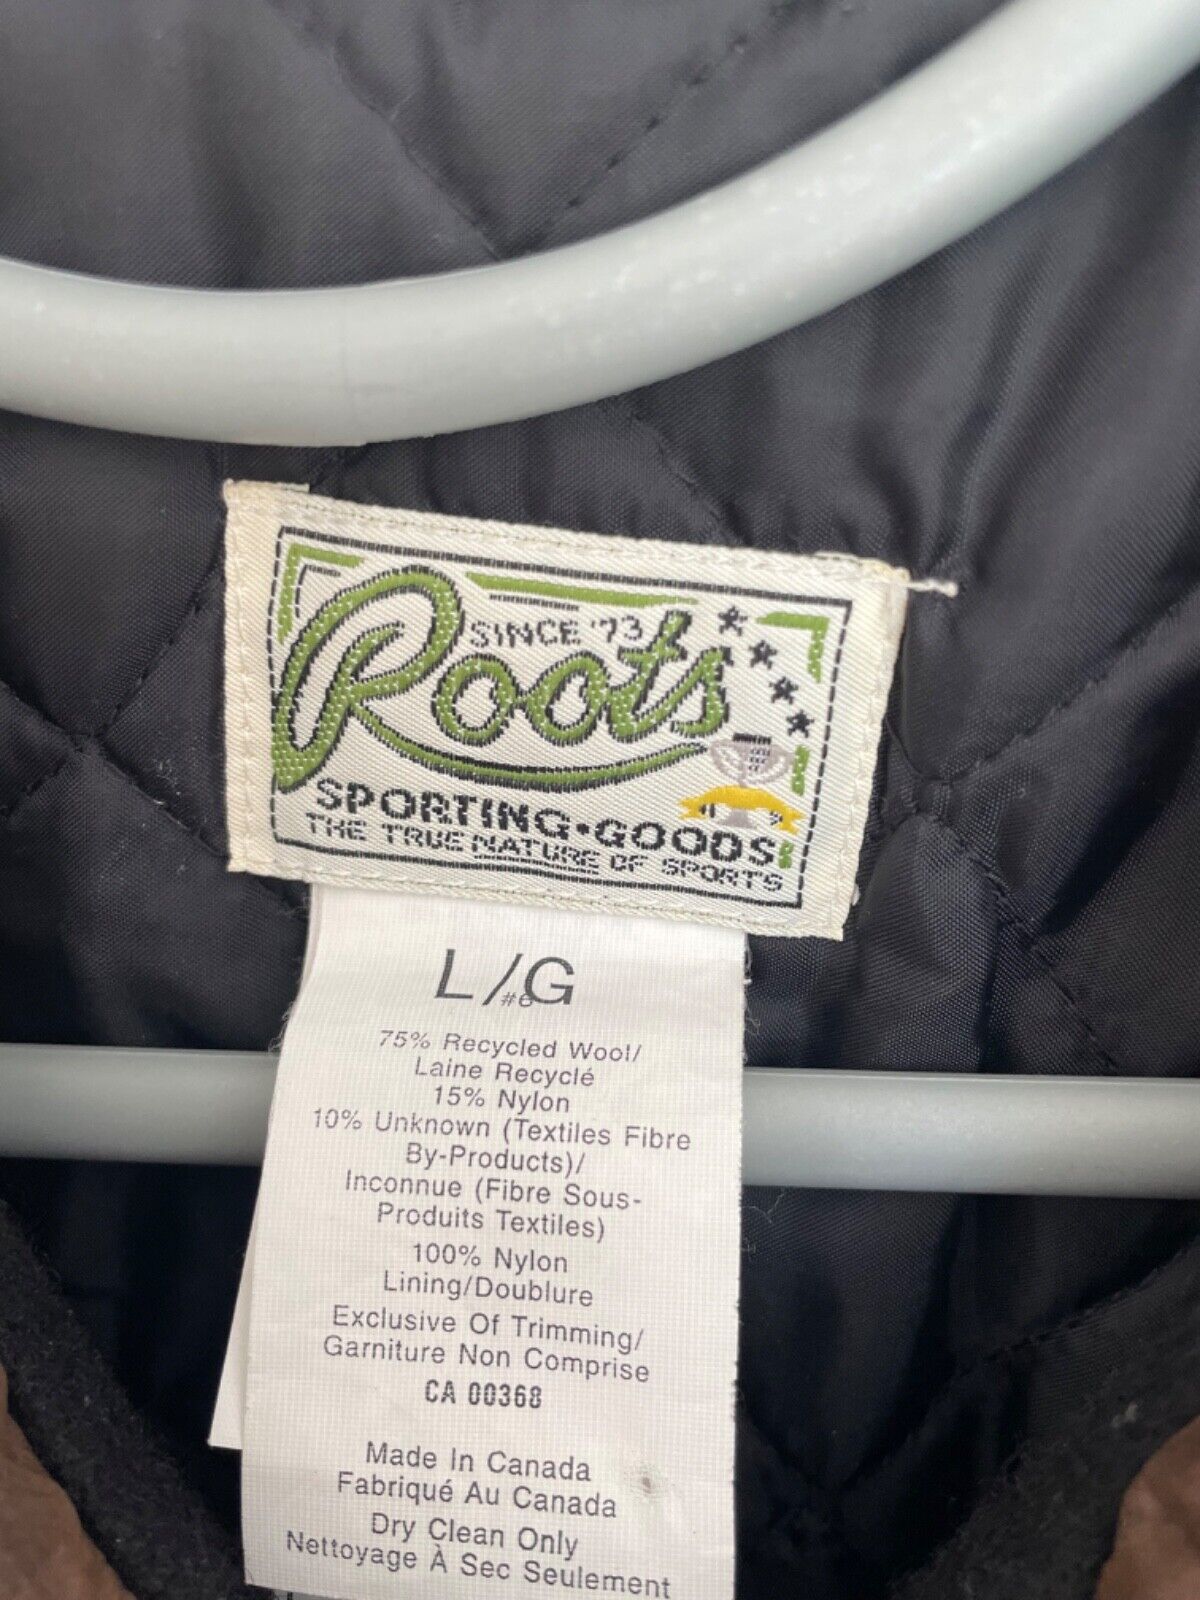 SINCE '73
Roots
SPORTING•GOODS
THE TRUE NATURE OF SPORTS
L/G
#6
75% Recycled Wool/
Laine Recyclé
15% Nylon
10% Unknown (Textiles Fibre
By-Products)/
Inconnue (Fibre Sous-
Produits Textiles)
100% Nylon
Lining/Doublure
Exclusive Of Trimming/
Garniture Non Comprise
CA 00368
Made In Canada
Fabriqué Au Canada
Dry Clean Only
Nettoyage À Sec Seulement